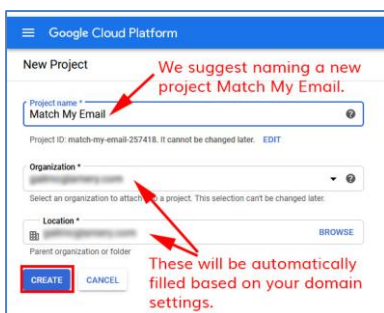 Google Cloud Platform
New Project
We suggest naming a new
project Match My Email.
Project name *
Match My Email
Project ID: match-my-email-257418. It cannot be changed later. EDIT
Organization *
Select an organization to attach to a project. This selection can't be changed later.
Location *
BROWSE
Parent organization or folder
These will be automatically
filled based on your domain
settings.
CREATE CANCEL